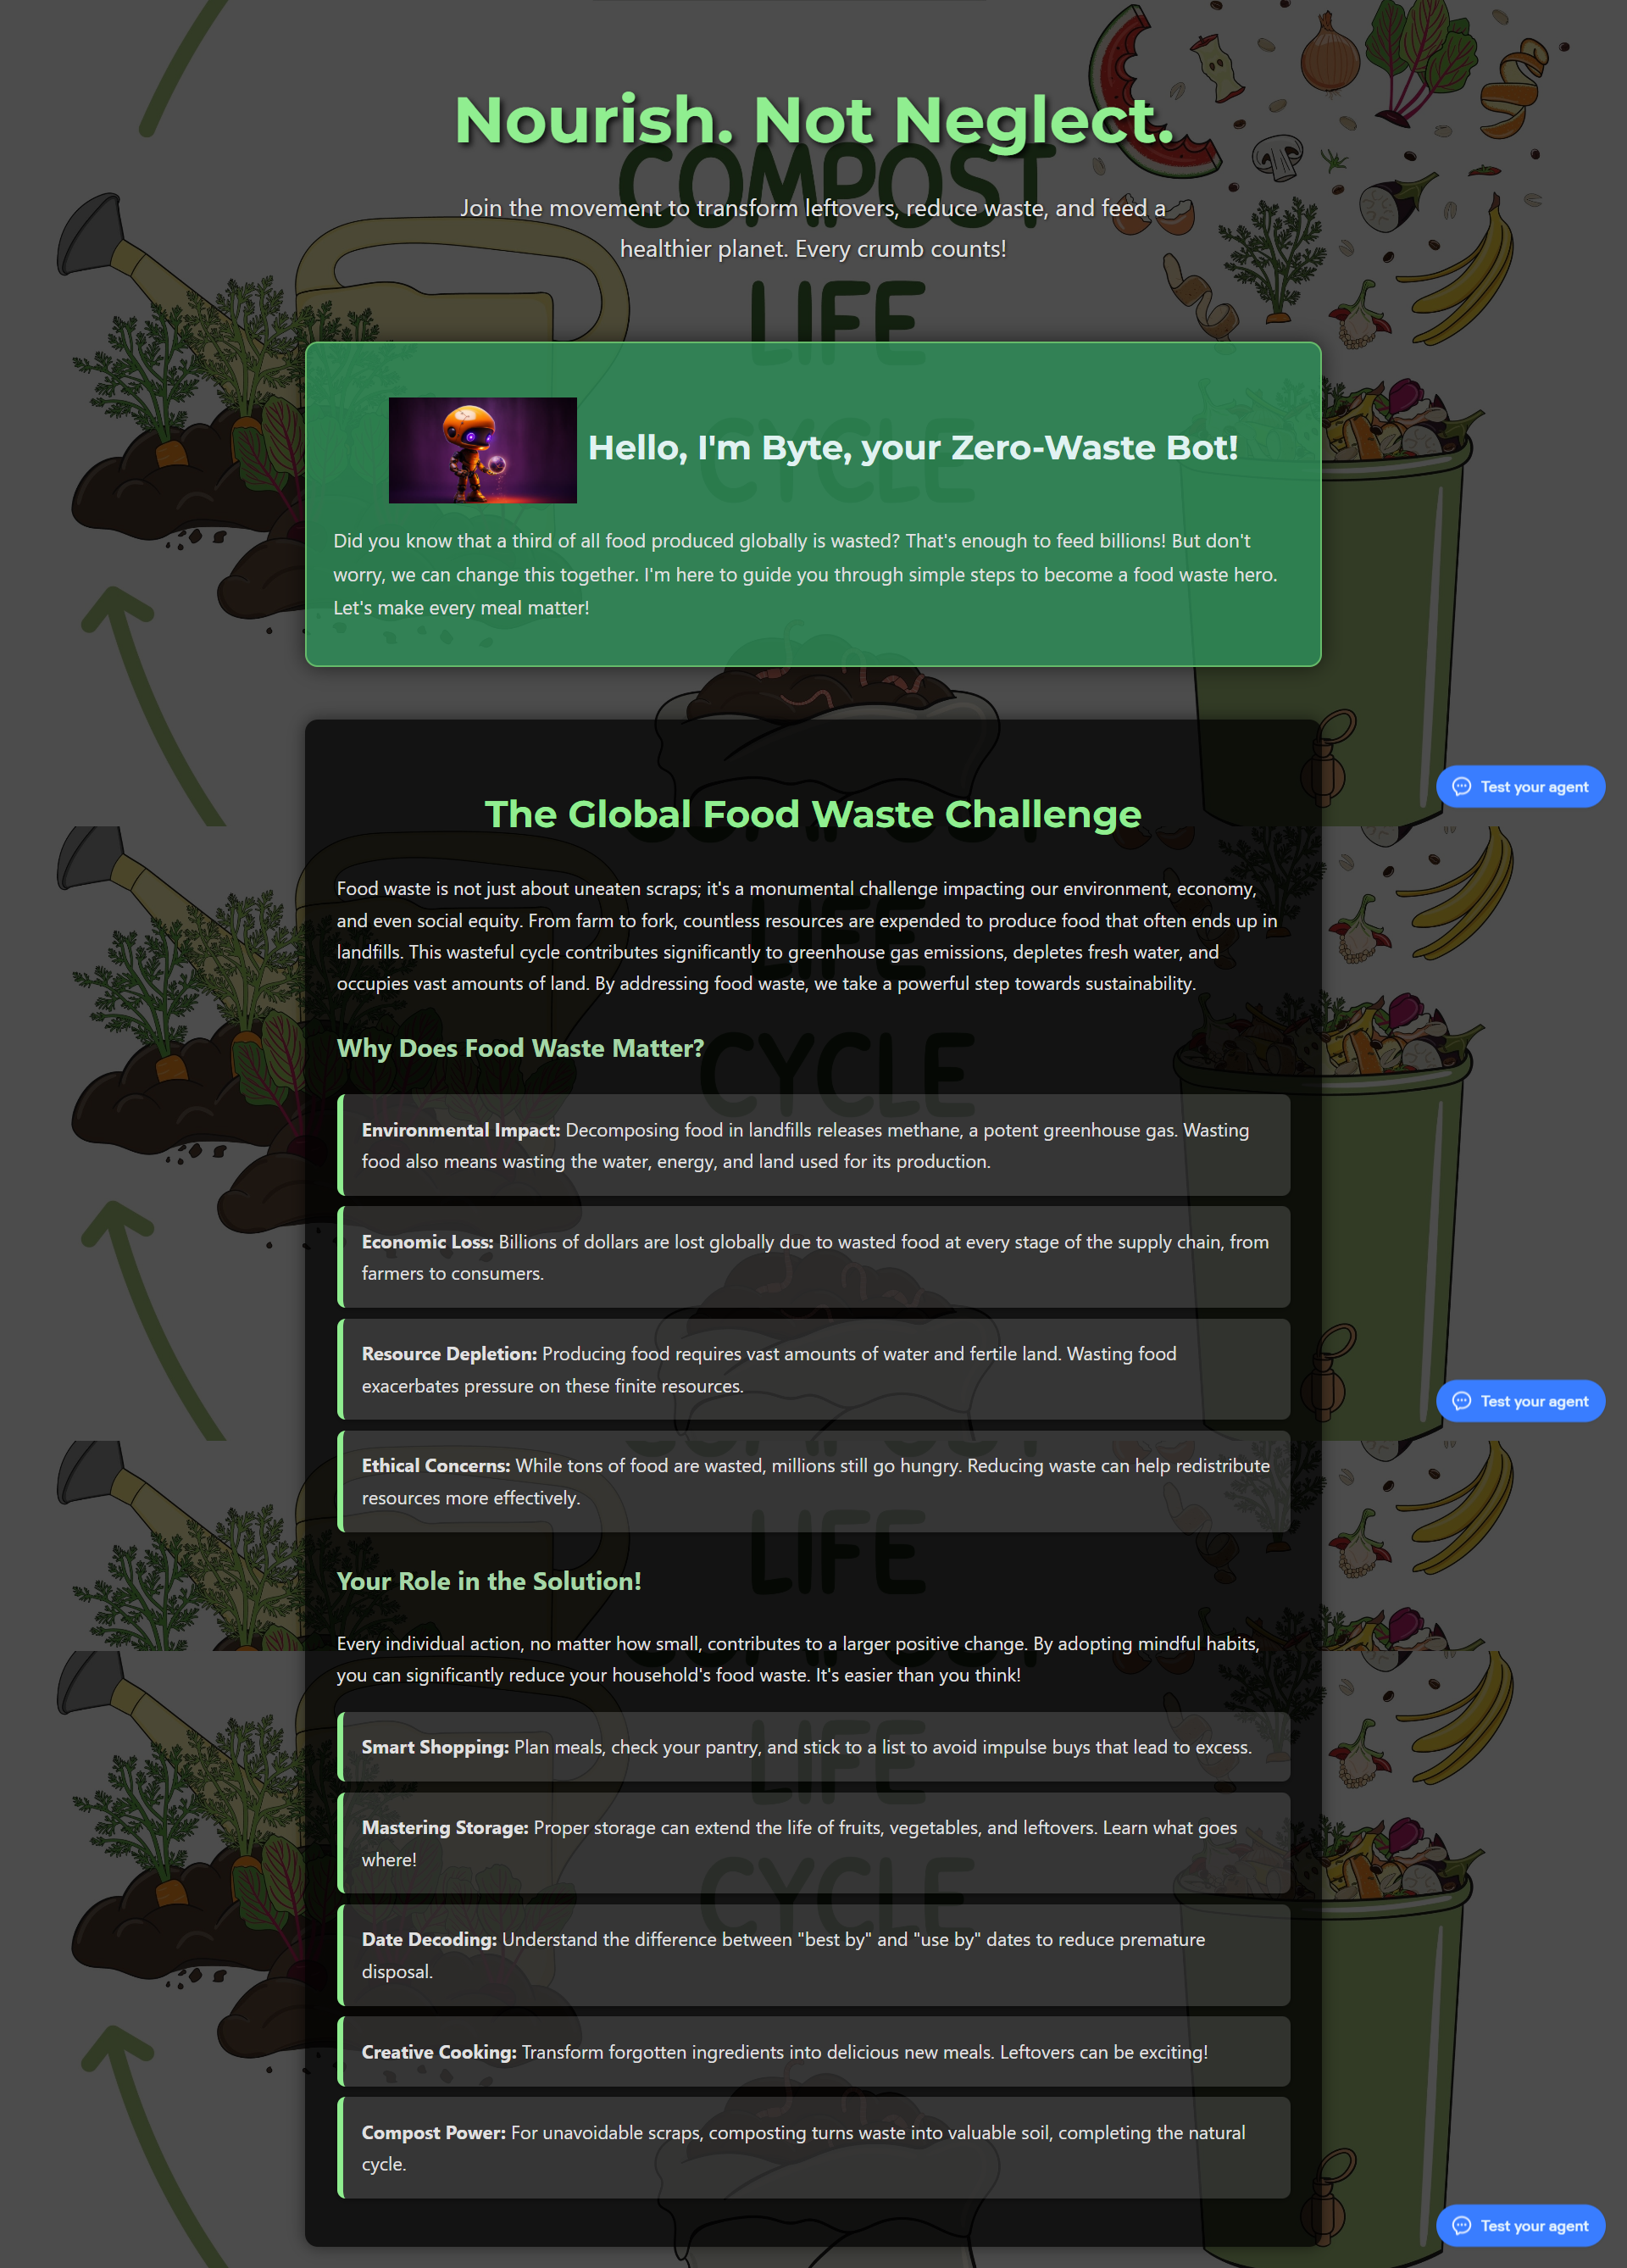 Nourish. Not Neglect.
COMPOST
Join the movement to transform leftovers, reduce waste, and feed a
healthier planet. Every crumb counts!
LIFE
CYCLE
Hello, I'm Byte, your Zero-Waste Bot!
Did you know that a third of all food produced globally is wasted? That's enough to feed billions! But don't
worry, we can change this together. I'm here to guide you through simple steps to become a food waste hero.
Let's make every meal matter!
Test your agent
The Global Food Waste Challenge
Food waste is not just about uneaten scraps; it's a monumental challenge impacting our environment, economy,
and even social equity. From farm to fork, countless resources are expended to produce food that often ends up in
landfills. This wasteful cycle contributes significantly to greenhouse gas emissions, depletes fresh water, and
occupies vast amounts of land. By addressing food waste, we take a powerful step towards sustainability.
LIFE
Why Does Food Waste Matter?
CYCLE
Environmental Impact: Decomposing food in landfills releases methane, a potent greenhouse gas. Wasting
food also means wasting the water, energy, and land used for its production.
Economic Loss: Billions of dollars are lost globally due to wasted food at every stage of the supply chain, from
farmers to consumers.
Resource Depletion: Producing food requires vast amounts of water and fertile land. Wasting food
exacerbates pressure on these finite resources.
Test your agent
Ethical Concerns: While tons of food are wasted, millions still go hungry. Reducing waste can help redistribute
resources more effectively.
LIFE
Your Role in the Solution!
Every individual action, no matter how small, contributes to a larger positive change. By adopting mindful habits,
you can significantly reduce your household's food waste. It's easier than you think!
Smart Shopping: Plan meals, check your pantry, and stick to a list to avoid impulse buys that lead to excess.
LIFE
Mastering Storage: Proper storage can extend the life of fruits, vegetables, and leftovers. Learn what goes
where!
CYCLE
Date Decoding: Understand the difference between "best by" and "use by" dates to reduce premature
disposal.
Creative Cooking: Transform forgotten ingredients into delicious new meals. Leftovers can be exciting!
Compost Power: For unavoidable scraps, composting turns waste into valuable soil, completing the natural
cycle.
Test your agent